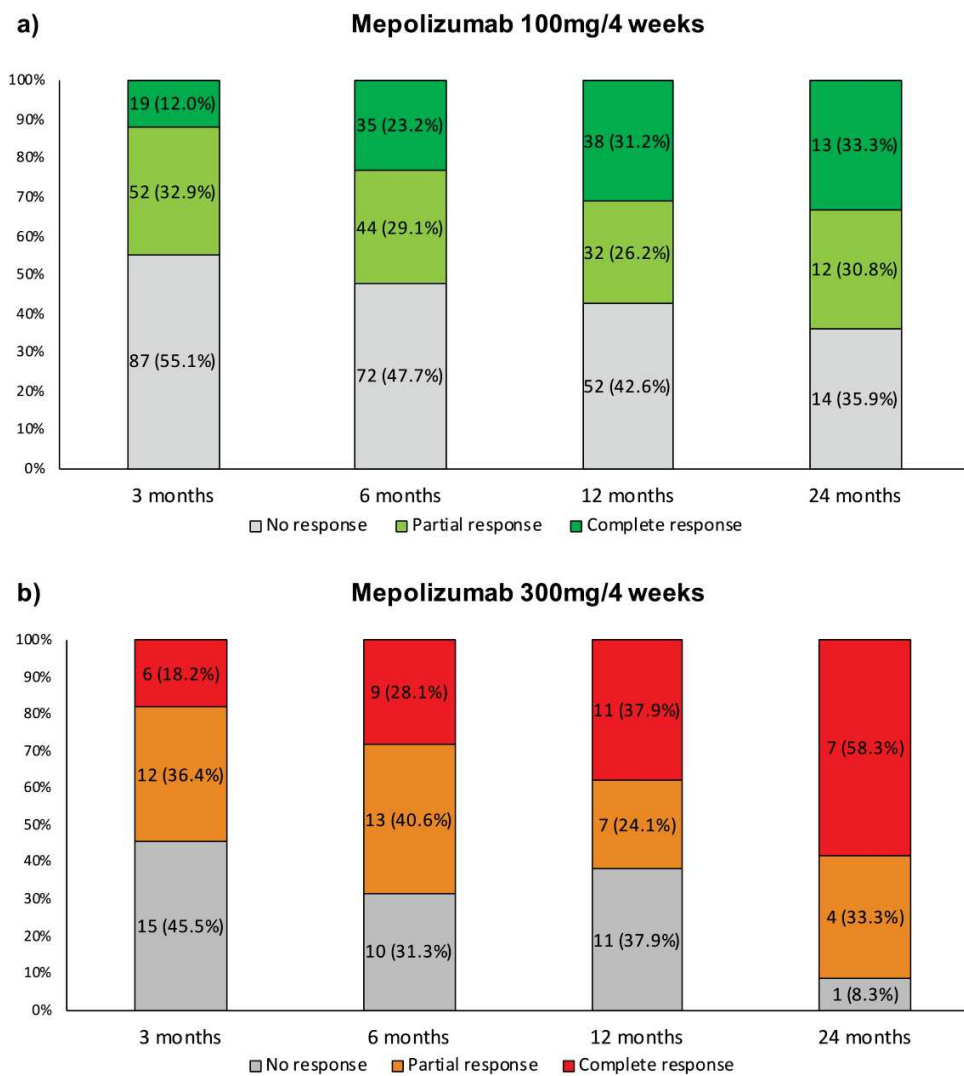 a) Mepolizumab 100mg/4 weeks
100%
90%
80%
70%
60%
50%
40%
30%
20%
10%
0%
19 (12.0%) 35 (23.2%) 38 (31.2%) 13 (33.3%)
52 (32.9%) 44 (29.1%) 32 (26.2%) 12 (30.8%)
87 (55.1%) 72 (47.7%) 52 (42.6%) 14 (35.9%)
3 months 6 months 12 months 24 months
No response Partial response Complete response
b) Mepolizumab 300mg/4 weeks
100%
90%
80%
70%
60%
50%
40%
30%
20%
10%
0%
6 (18.2%) 9 (28.1%) 11 (37.9%) 7 (58.3%)
12 (36.4%) 13 (40.6%) 7 (24.1%) 4 (33.3%)
15 (45.5%) 10 (31.3%) 11 (37.9%) 1 (8.3%)
3 months 6 months 12 months 24 months
No response Partial response Complete response